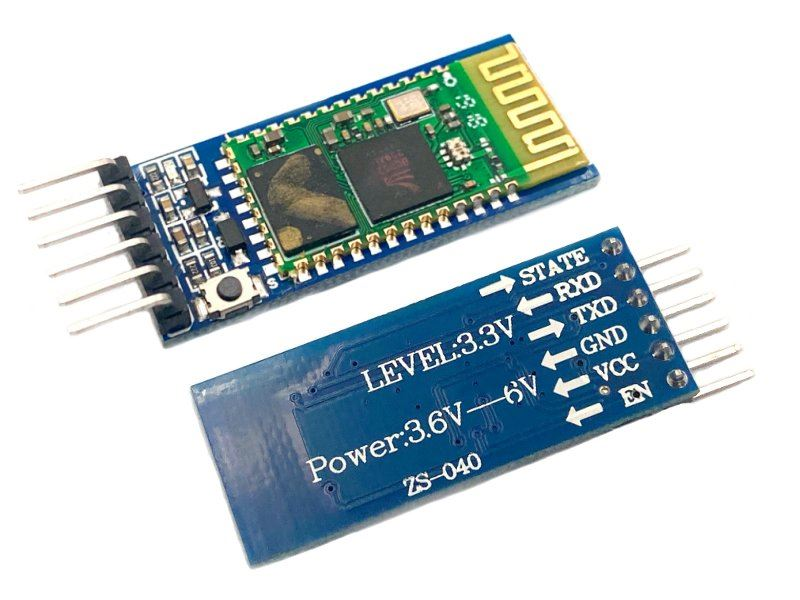 S
STATE
RXD
TXD
GND
VCC
EN
LEVEL:3.3V
Power:3.6V—6V
ZS-040